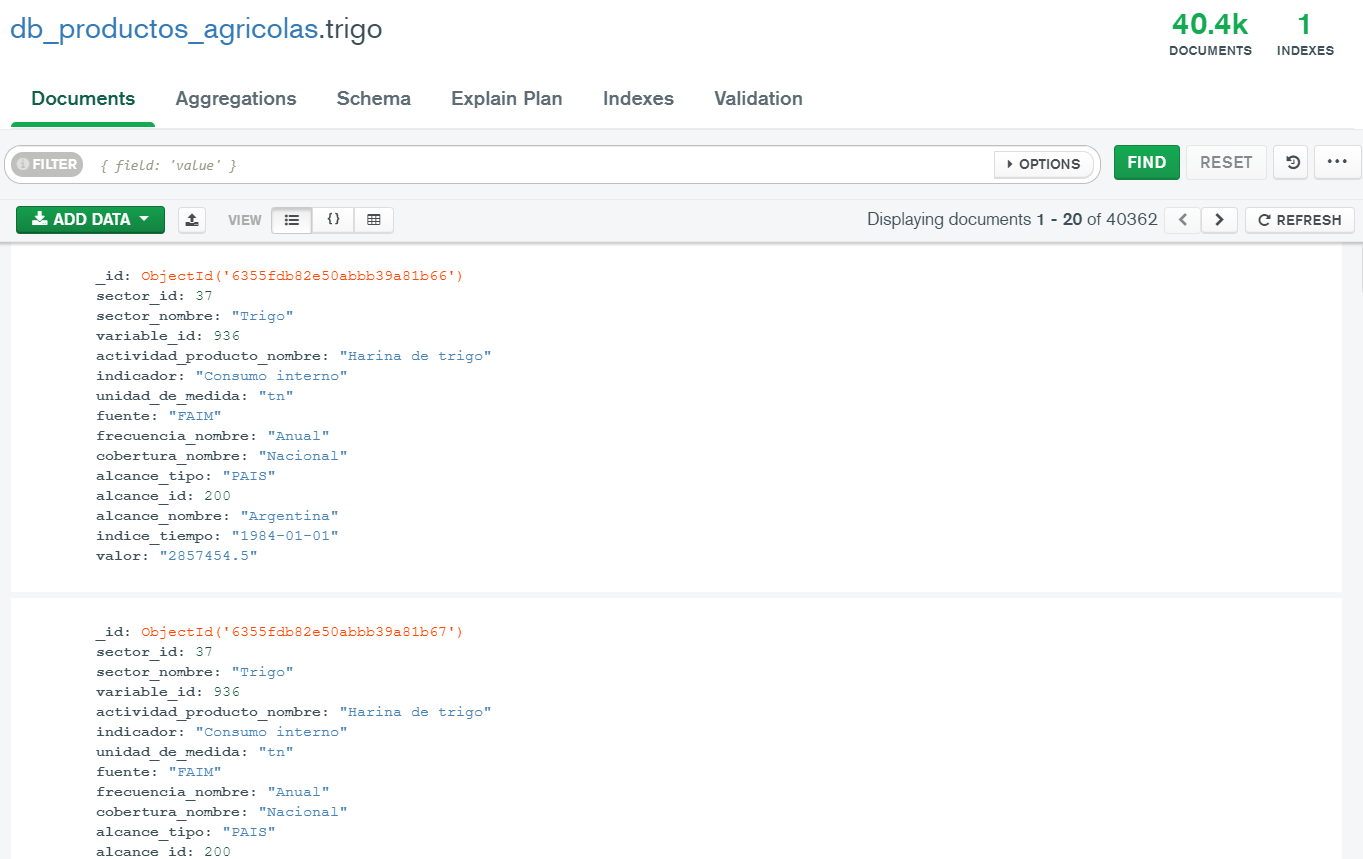 db_productos_agricolas.trigo
40.4k
DOCUMENTS
1
INDEXES
Documents Aggregations Schema Explain Plan Indexes Validation
FILTER { field: 'value' } OPTIONS FIND RESET ...
ADD DATA VIEW {} Displaying documents 1 - 20 of 40362 < > REFRESH
_id: ObjectId('6355fdb82e50abbb39a81b66')
sector_id: 37
sector_nombre: "Trigo"
variable_id: 936
actividad_producto_nombre: "Harina de trigo"
indicador: "Consumo interno"
unidad_de_medida: "tn"
fuente: "FAIM"
frecuencia_nombre: "Anual"
cobertura_nombre: "Nacional"
alcance_tipo: "PAIS"
alcance_id: 200
alcance_nombre: "Argentina"
indice_tiempo: "1984-01-01"
valor: "2857454.5"
_id: ObjectId('6355fdb82e50abbb39a81b67')
sector_id: 37
sector_nombre: "Trigo"
variable_id: 936
actividad_producto_nombre: "Harina de trigo"
indicador: "Consumo interno"
unidad_de_medida: "tn"
fuente: "FAIM"
frecuencia_nombre: "Anual"
cobertura_nombre: "Nacional"
alcance_tipo: "PAIS"
alcance_id: 200